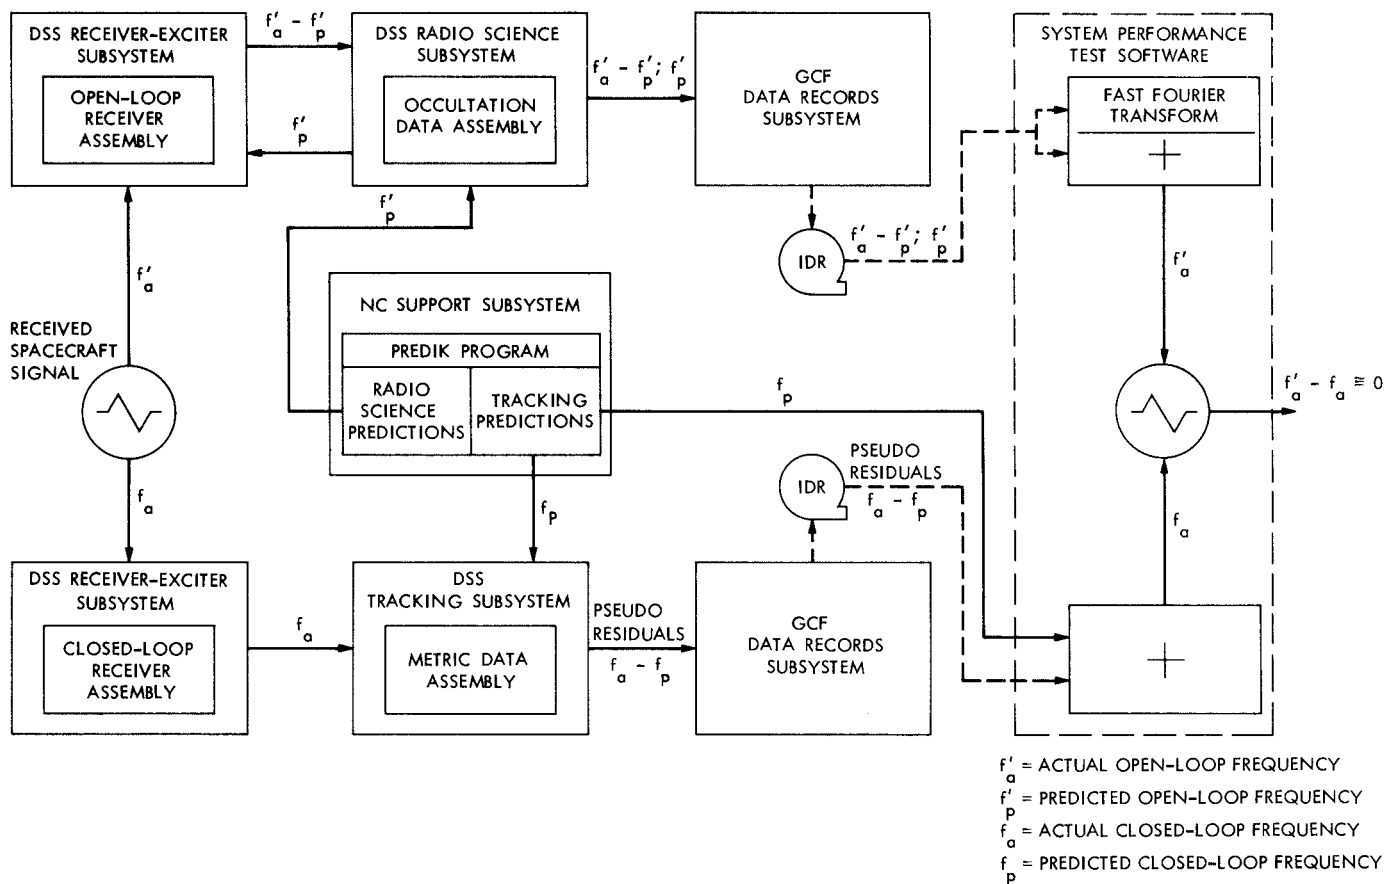 DSS RECEIVER-EXCITER
SUBSYSTEM
OPEN-LOOP
RECEIVER
ASSEMBLY
f'a - f'p
f'p
DSS RADIO SCIENCE
SUBSYSTEM
OCCULTATION
DATA ASSEMBLY
f'a - f'p; f'p
GCF
DATA RECORDS
SUBSYSTEM
IDR
f'a - f'p; f'p
SYSTEM PERFORMANCE
TEST SOFTWARE
FAST FOURIER
TRANSFORM
+
f'a
f'p
f'a
RECEIVED
SPACECRAFT
SIGNAL
fa
NC SUPPORT SUBSYSTEM
PREDIK PROGRAM
RADIO
SCIENCE
PREDICTIONS
TRACKING
PREDICTIONS
fp
fp
f'a - fa ≅ 0
IDR
PSEUDO
RESIDUALS
fa - fp
fa
DSS RECEIVER-EXCITER
SUBSYSTEM
CLOSED-LOOP
RECEIVER
ASSEMBLY
fa
DSS
TRACKING SUBSYSTEM
METRIC DATA
ASSEMBLY
PSEUDO
RESIDUALS
fa - fp
GCF
DATA RECORDS
SUBSYSTEM
+
f'a = ACTUAL OPEN-LOOP FREQUENCY
f'p = PREDICTED OPEN-LOOP FREQUENCY
fa = ACTUAL CLOSED-LOOP FREQUENCY
fp = PREDICTED CLOSED-LOOP FREQUENCY